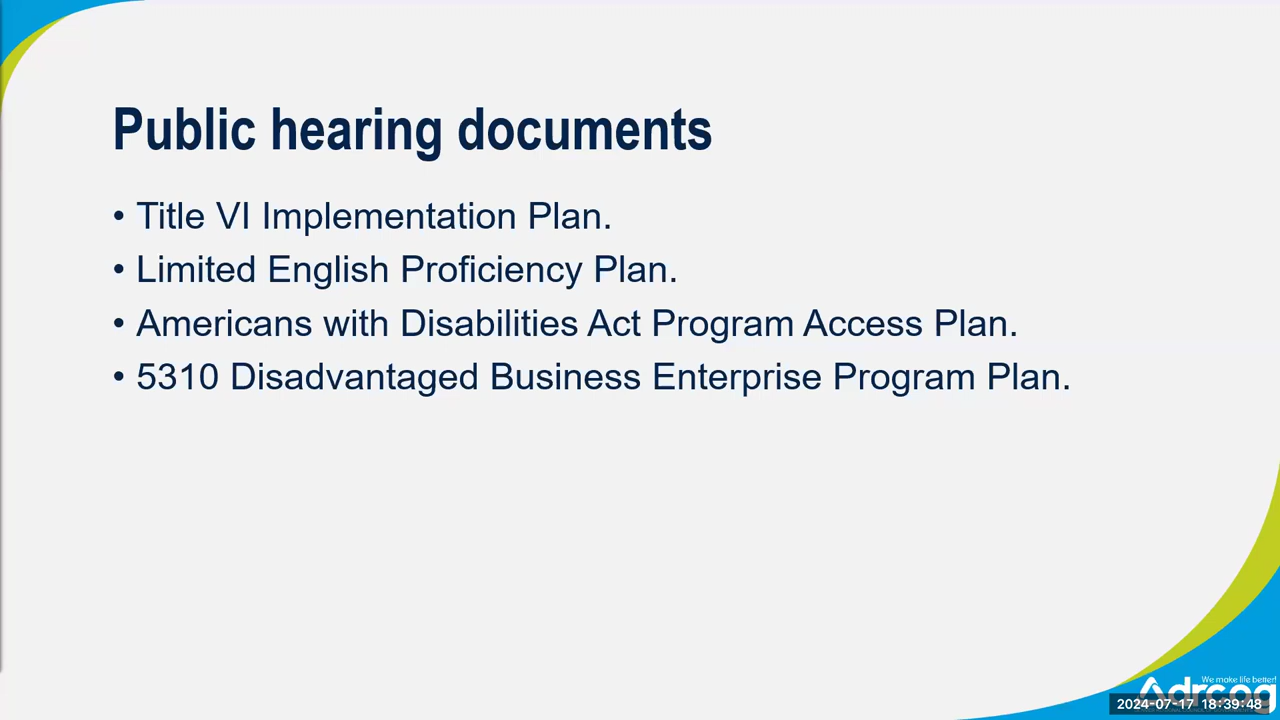 Public hearing documents
• Title VI Implementation Plan.
• Limited English Proficiency Plan.
• Americans with Disabilities Act Program Access Plan.
• 5310 Disadvantaged Business Enterprise Program Plan.
We make life better!
drcog
2024-07-17 18:39:48